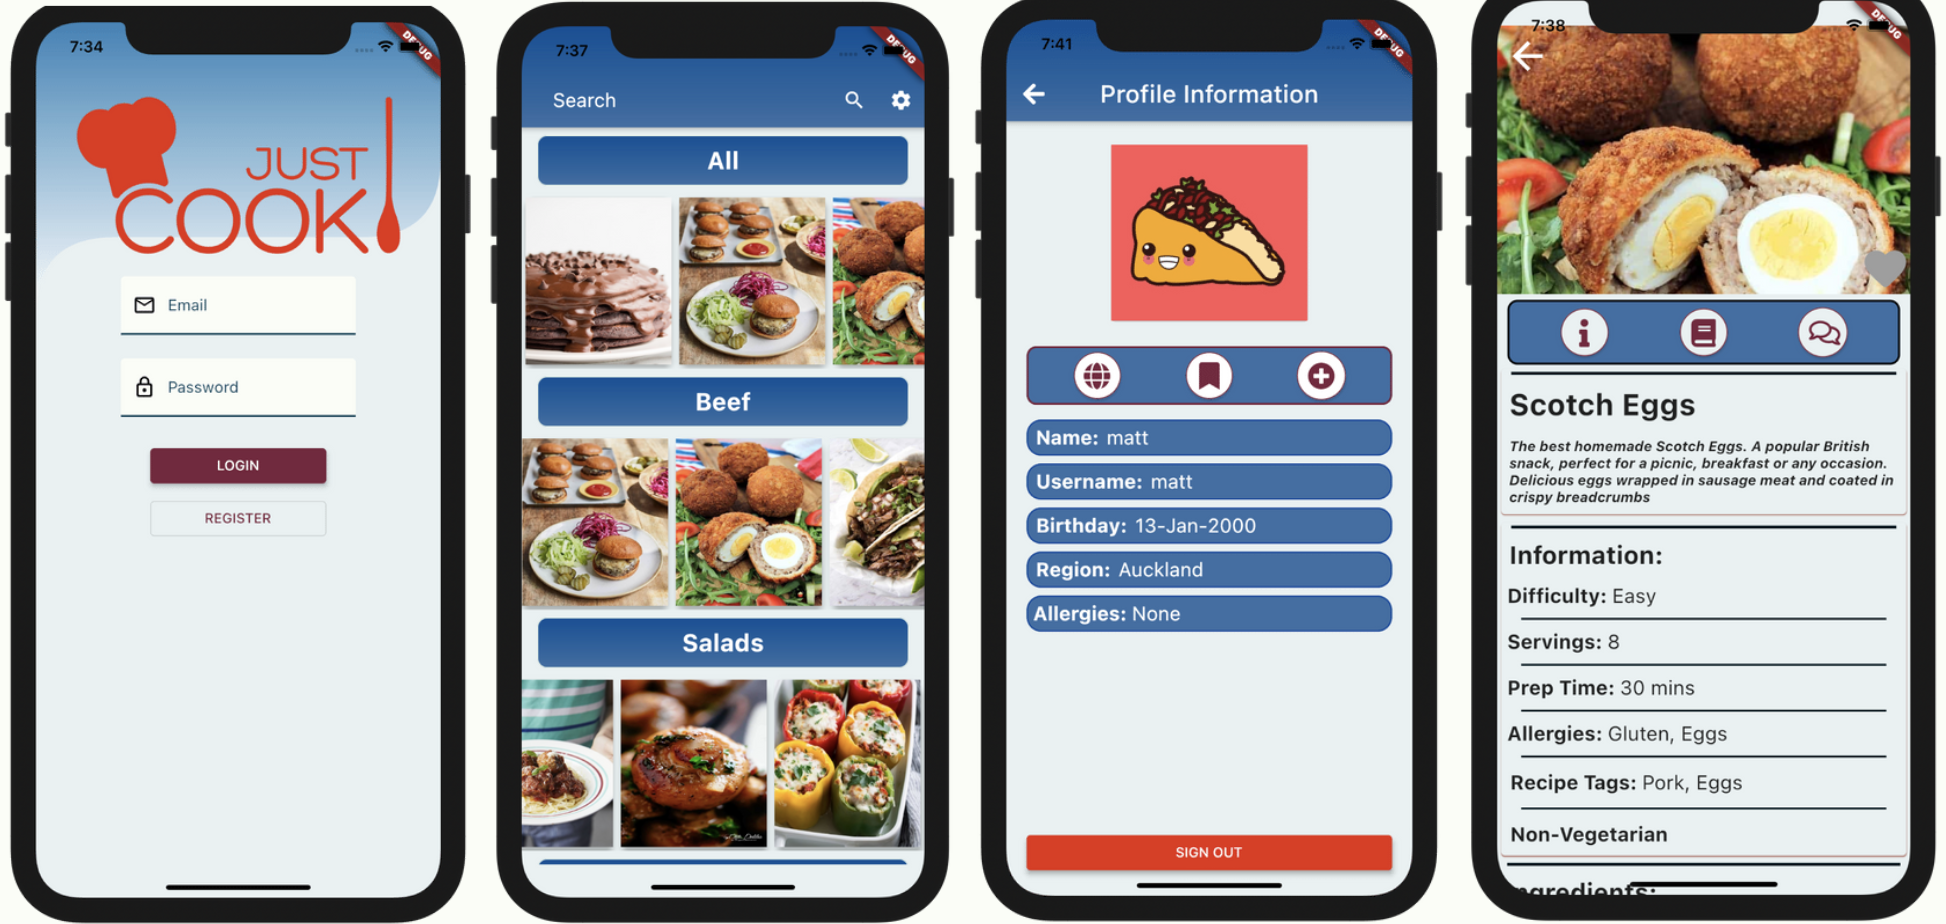 7:34
DEBUG
JUST
COOK
Email
Password
LOGIN
REGISTER
7:37
DEBUG
Search
All
Beef
Salads
7:41
DEBUG
Profile Information
Name: matt
Username: matt
Birthday: 13-Jan-2000
Region: Auckland
Allergies: None
SIGN OUT
7:38
DEBUG
Scotch Eggs
The best homemade Scotch Eggs. A popular British
snack, perfect for a picnic, breakfast or any occasion.
Delicious eggs wrapped in sausage meat and coated in
crispy breadcrumbs
Information:
Difficulty: Easy
Servings: 8
Prep Time: 30 mins
Allergies: Gluten, Eggs
Recipe Tags: Pork, Eggs
Non-Vegetarian
Ingredients: